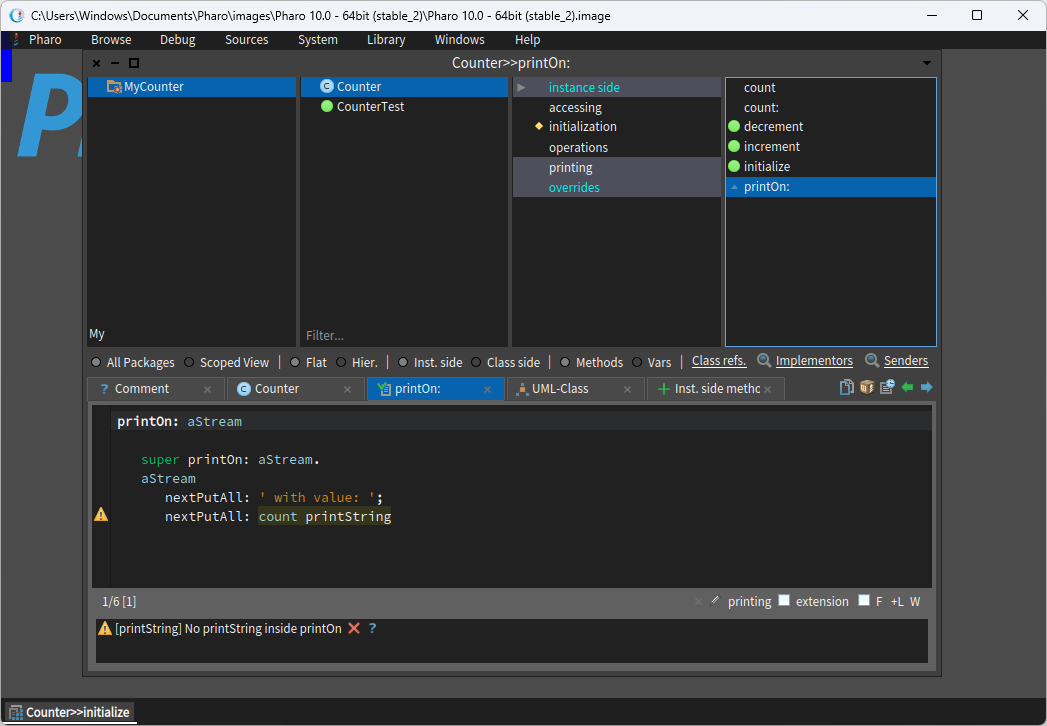 C:\Users\Windows\Documents\Pharo\images\Pharo 10.0 - 64bit (stable_2)\Pharo 10.0 - 64bit (stable_2).image
Pharo Browse Debug Sources System Library Windows Help
Counter>>printOn:
MyCounter
My
Counter
CounterTest
Filter...
instance side
accessing
initialization
operations
printing
overrides
count
count:
decrement
increment
initialize
printOn:
All Packages Scoped View | Flat Hier. | Inst. side Class side | Methods Vars | Class refs. Implementors Senders
? Comment Counter printOn: UML-Class Inst. side methc
printOn: aStream
super printOn: aStream.
aStream
nextPutAll: ' with value: ';
nextPutAll: count printString
1/6 [1] printing extension F +L W
[printString] No printString inside printOn ?
Counter>>initialize